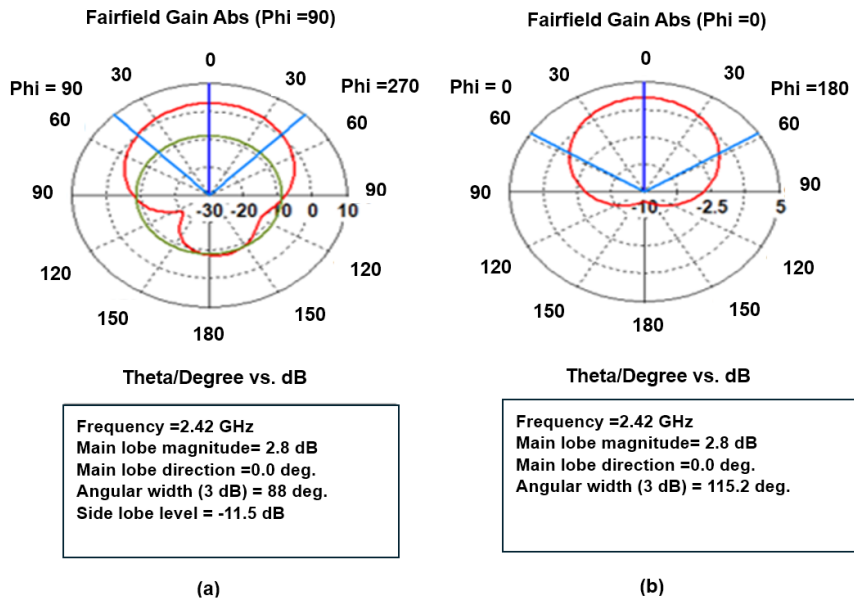 Fairfield Gain Abs (Phi =90)
0
30
30
Phi = 90
Phi =270
60
60
90
90
-30 -20 -10 0 10
120
120
150
150
180
Theta/Degree vs. dB
Frequency =2.42 GHz
Main lobe magnitude= 2.8 dB
Main lobe direction =0.0 deg.
Angular width (3 dB) = 88 deg.
Side lobe level = -11.5 dB
(a)
Fairfield Gain Abs (Phi =0)
0
30
30
Phi = 0
Phi =180
60
60
90
90
-10 -2.5 5
120
120
150
150
180
Theta/Degree vs. dB
Frequency =2.42 GHz
Main lobe magnitude= 2.8 dB
Main lobe direction =0.0 deg.
Angular width (3 dB) = 115.2 deg.
(b)